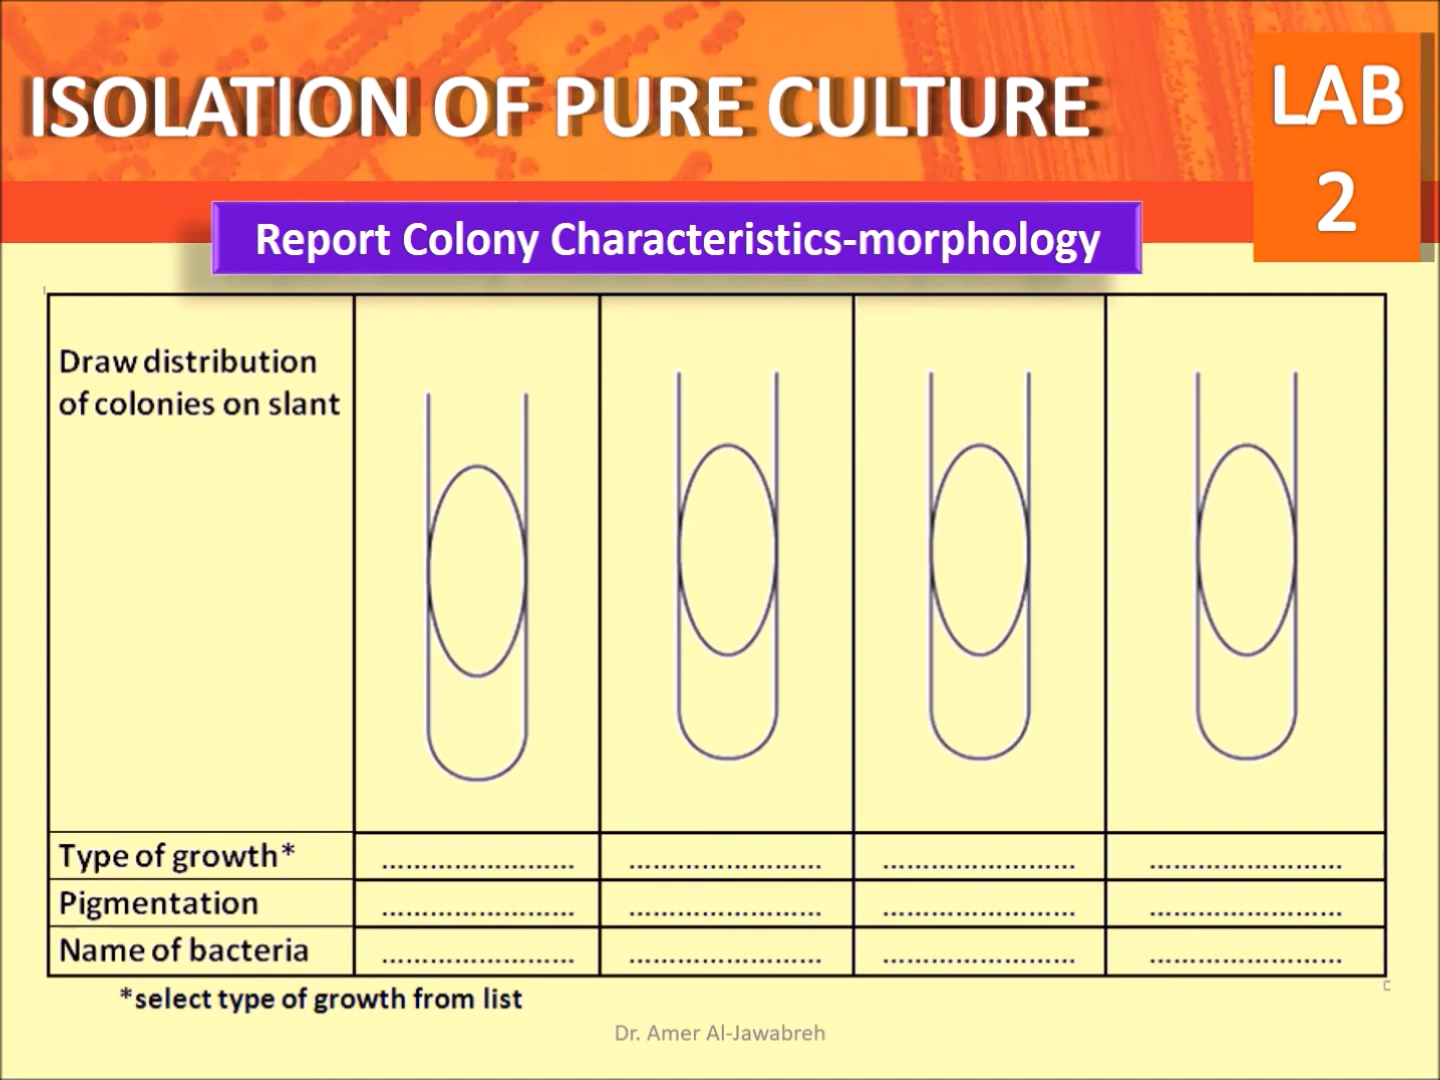 ISOLATION OF PURE CULTURE
LAB
2
Report Colony Characteristics-morphology
Draw distribution
of colonies on slant
Type of growth* ........................ ........................ ........................ ........................
Pigmentation ........................ ........................ ........................ ........................
Name of bacteria ........................ ........................ ........................ ........................
*select type of growth from list
Dr. Amer Al-Jawabreh